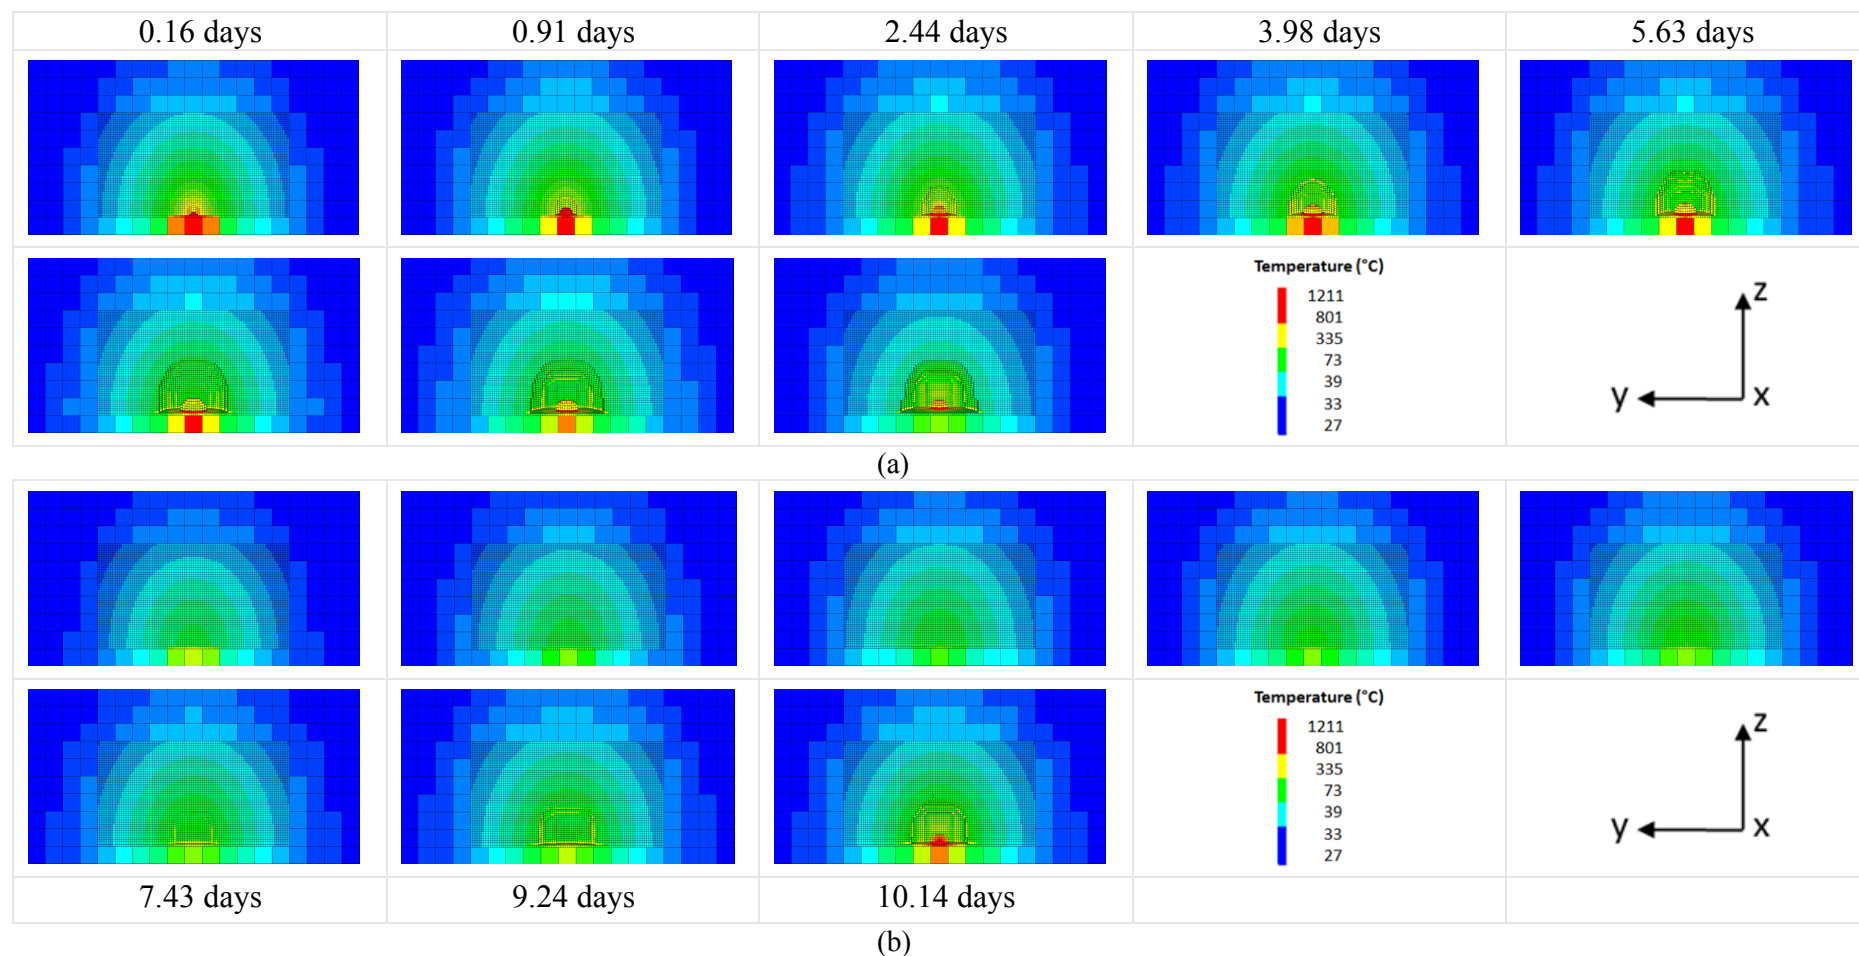 0.16 days 0.91 days 2.44 days 3.98 days 5.63 days
Temperature (°C)
1211
801
335
73
39
33
27
z
y x
(a)
Temperature (°C)
1211
801
335
73
39
33
27
z
y x
7.43 days 9.24 days 10.14 days
(b)